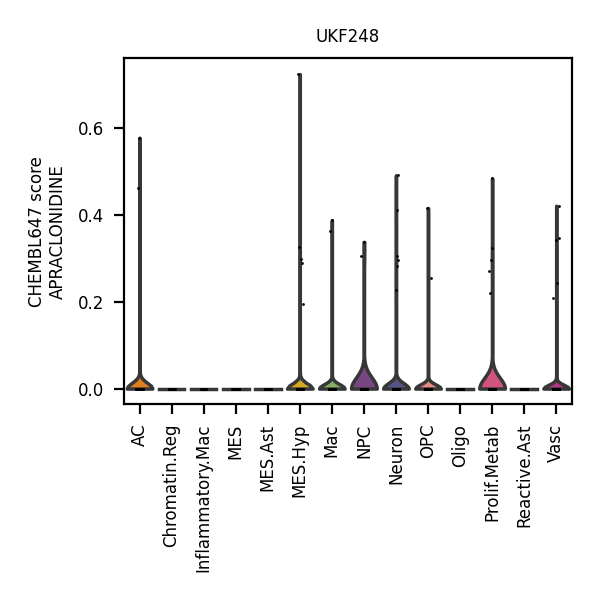 UKF248
CHEMBL647 score
APRACLONIDINE
0.6
0.4
0.2
0.0
AC
Chromatin.Reg
Inflammatory.Mac
MES
MES.Ast
MES.Hyp
Mac
NPC
Neuron
OPC
Oligo
Prolif.Metab
Reactive.Ast
Vasc